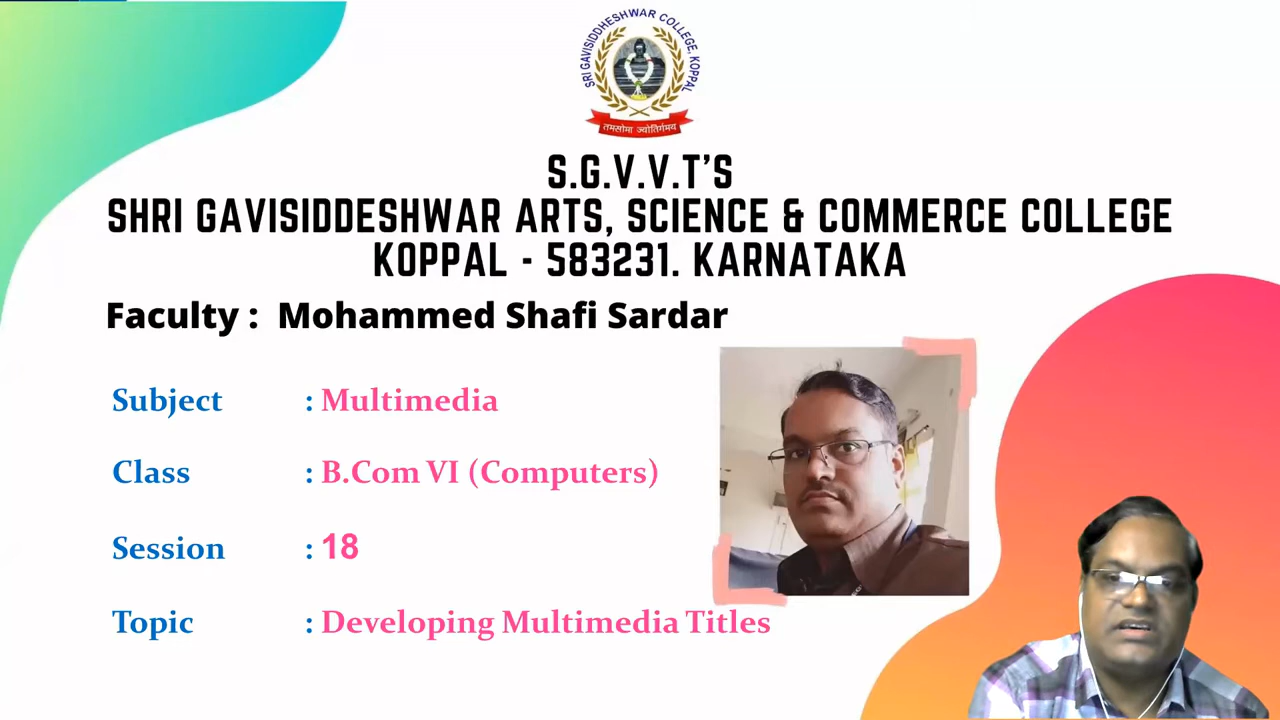 SRI GAVISIDDHESHWAR COLLEGE, KOPPAL
तमसोमा ज्योतिर्गमय
S.G.V.V.T'S
SHRI GAVISIDDESHWAR ARTS, SCIENCE & COMMERCE COLLEGE
KOPPAL - 583231. KARNATAKA
Faculty : Mohammed Shafi Sardar
Subject : Multimedia
Class : B.Com VI (Computers)
Session : 18
Topic : Developing Multimedia Titles